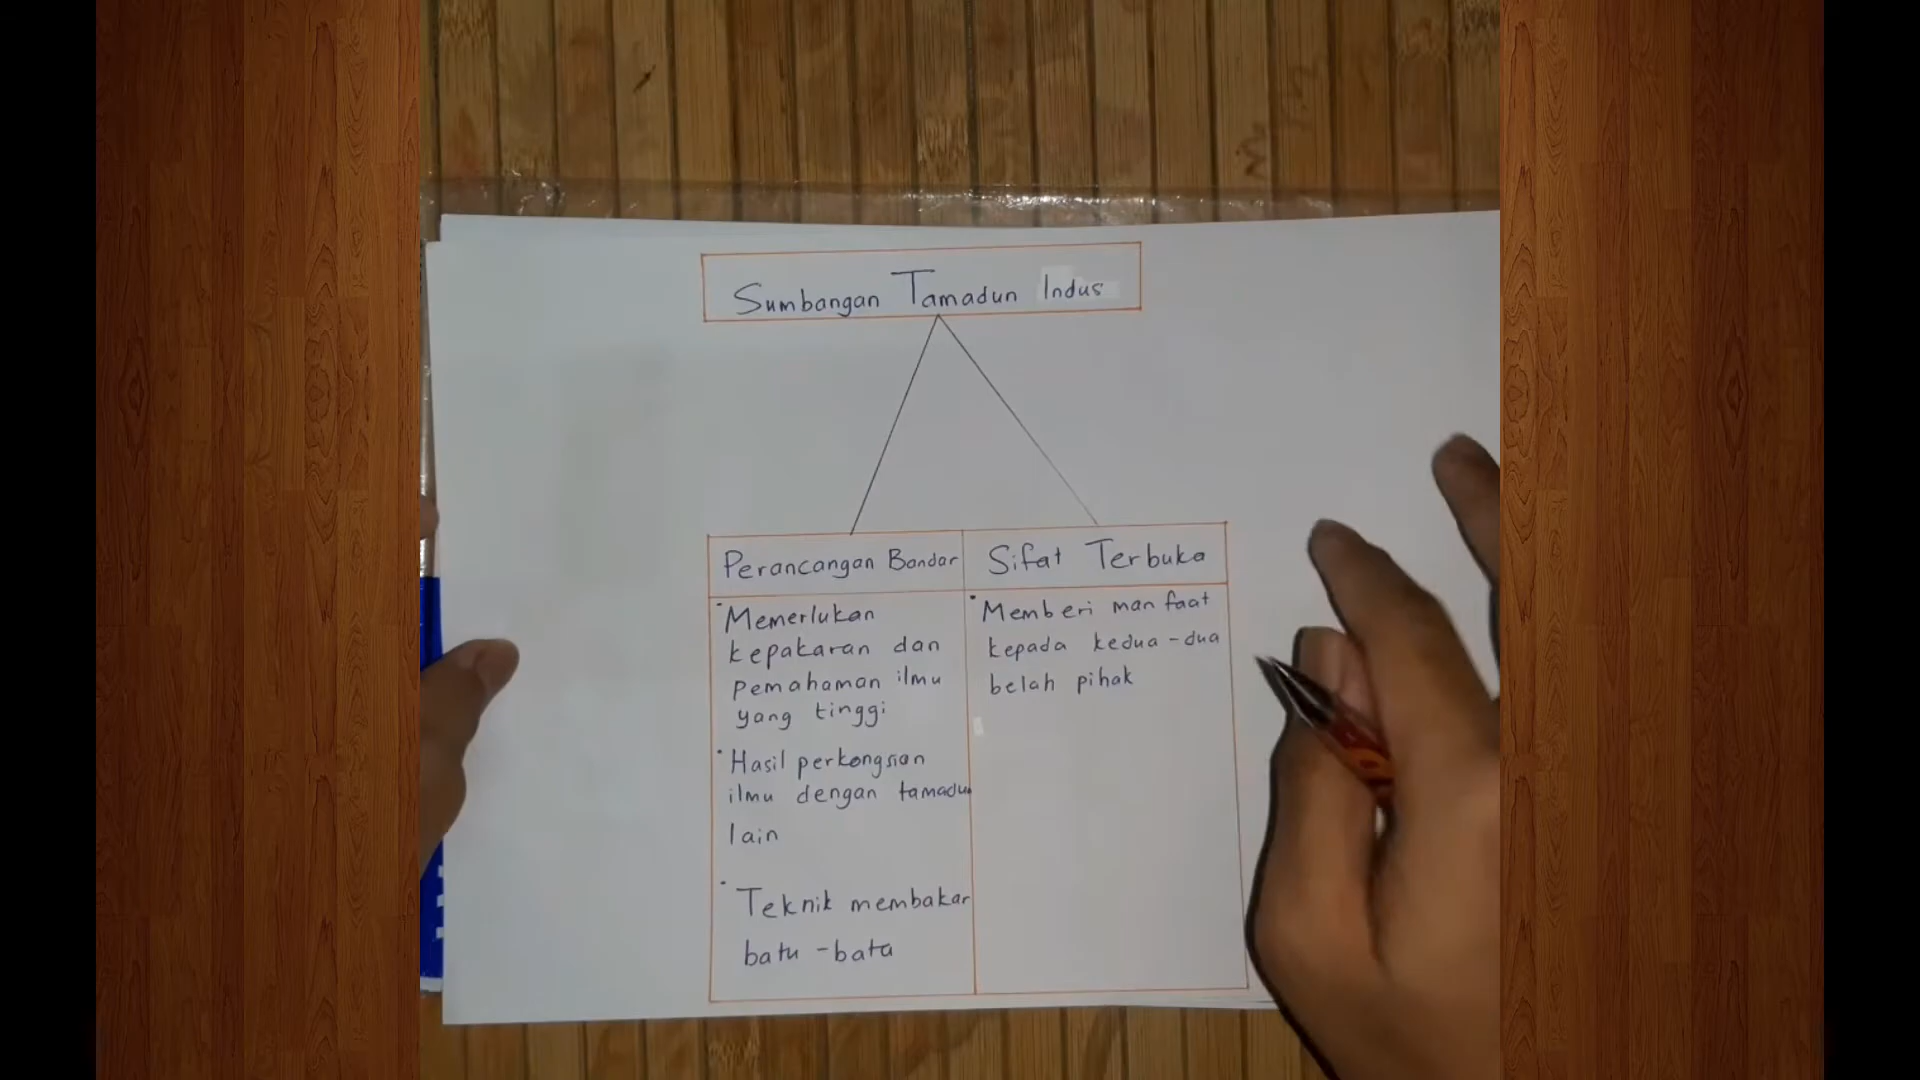 Sumbangan Tamadun Indus
Perancangan Bandar
Memerlukan
kepakaran dan
pemahaman ilmu
yang tinggi
Hasil perkongsian
ilmu dengan tamadun
lain
Teknik membakar
batu-bata
Sifat Terbuka
Memberi manfaat
kepada kedua-dua
belah pihak